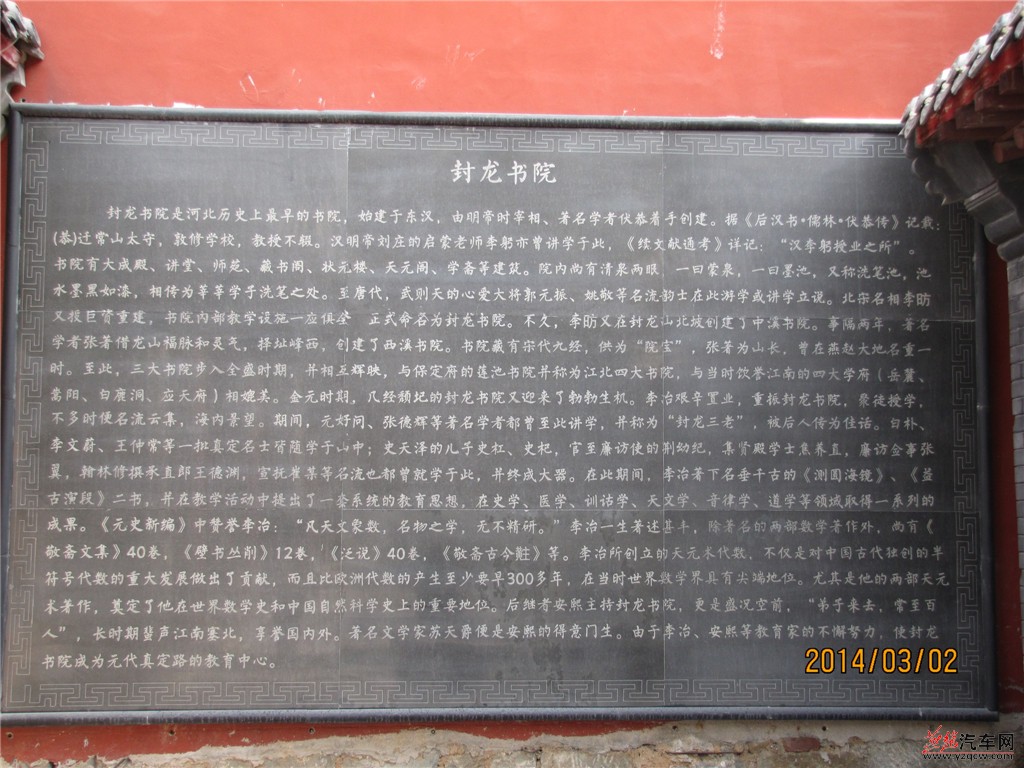 封龙书院
封龙书院是河北历史上最早的书院，始建于东汉，由明帝时宰相、著名学者伏恭着手创建。据《后汉书·儒林·伏恭传》记载：
(恭)迁常山太守，敦修学校，教授不辍。汉明帝刘庄的启蒙老师李躬亦曾讲学于此，《续文献通考》详记：“汉李躬授业之所”。
书院有大成殿、讲堂、师苑、藏书阁、状元楼、天元阁、学斋等建筑。院内尚有清泉两眼，一曰蒙泉，一曰墨池，又称洗笔池，池
水墨黑如漆，相传为莘莘学子洗笔之处。至唐代，武则天的心爱大将郭元振、姚敬等名流韵士在此游学或讲学立说。北宋名相李昉
又投巨资重建，书院内部教学设施一应俱全 正式命名为封龙书院。不久，李昉又在封龙山北坡创建了中溪书院。事隔两年，著名
学者张著借龙山福脉和灵气，择址峰西，创建了西溪书院。书院藏有宋代九经，供为“院宝”，张著为山长，曾在燕赵大地名重一
时。至此，三大书院步入全盛时期，并相互辉映，与保定府的莲池书院并称为江北四大书院，与当时饮誉江南的四大学府（岳麓、
嵩阳、白鹿洞、应天府）相媲美。金元时期，几经颓圮的封龙书院又迎来了勃勃生机。李冶艰辛置业，重振封龙书院，聚徒授学，
不多时便名流云集，海内景望。期间，元好问、张德辉等著名学者都曾至此讲学，并称为“封龙三老”，被后人传为佳话。白朴、
李文蔚、王仲常等一批真定名士胥随学于山中；史天泽的儿子史杠、史杞，官至廉访使的荆幼纪，集贤殿学士焦养直，廉访佥事张
翼，翰林修撰承直郎王德渊，宣抚崔某等名流也都曾就学于此，并终成大器。在此期间，李冶著下名垂千古的《测圆海镜》、《益
古演段》二书，并在教学活动中提出了一套系统的教育思想，在史学、医学、训诂学、天文学、音律学、道学等领域取得一系列的
成果。《元史新编》中赞誉李冶：“凡天文象数，名物之学，无不精研。”李冶一生著述甚丰，除著名的两部数学著作外，尚有《
敬斋文集》40卷，《壁书丛削》12卷，《泛说》40卷，《敬斋古今黈》等。李冶所创立的天元术代数，不仅是对中国古代独创的半
符号代数的重大发展做出了贡献，而且比欧洲代数的产生至少要早300多年，在当时世界数学界具有尖端地位。尤其是他的两部天元
术著作，奠定了他在世界数学史和中国自然科学史上的重要地位。后继者安熙主持封龙书院，更是盛况空前，“弟子来去，常至百
人”，长时期蜚声江南塞北，享誉国内外。著名文学家苏天爵便是安熙的得意门生。由于李冶、安熙等教育家的不懈努力，使封龙
书院成为元代真定路的教育中心。
2014/03/02
汽车网
www.yzqcw.com